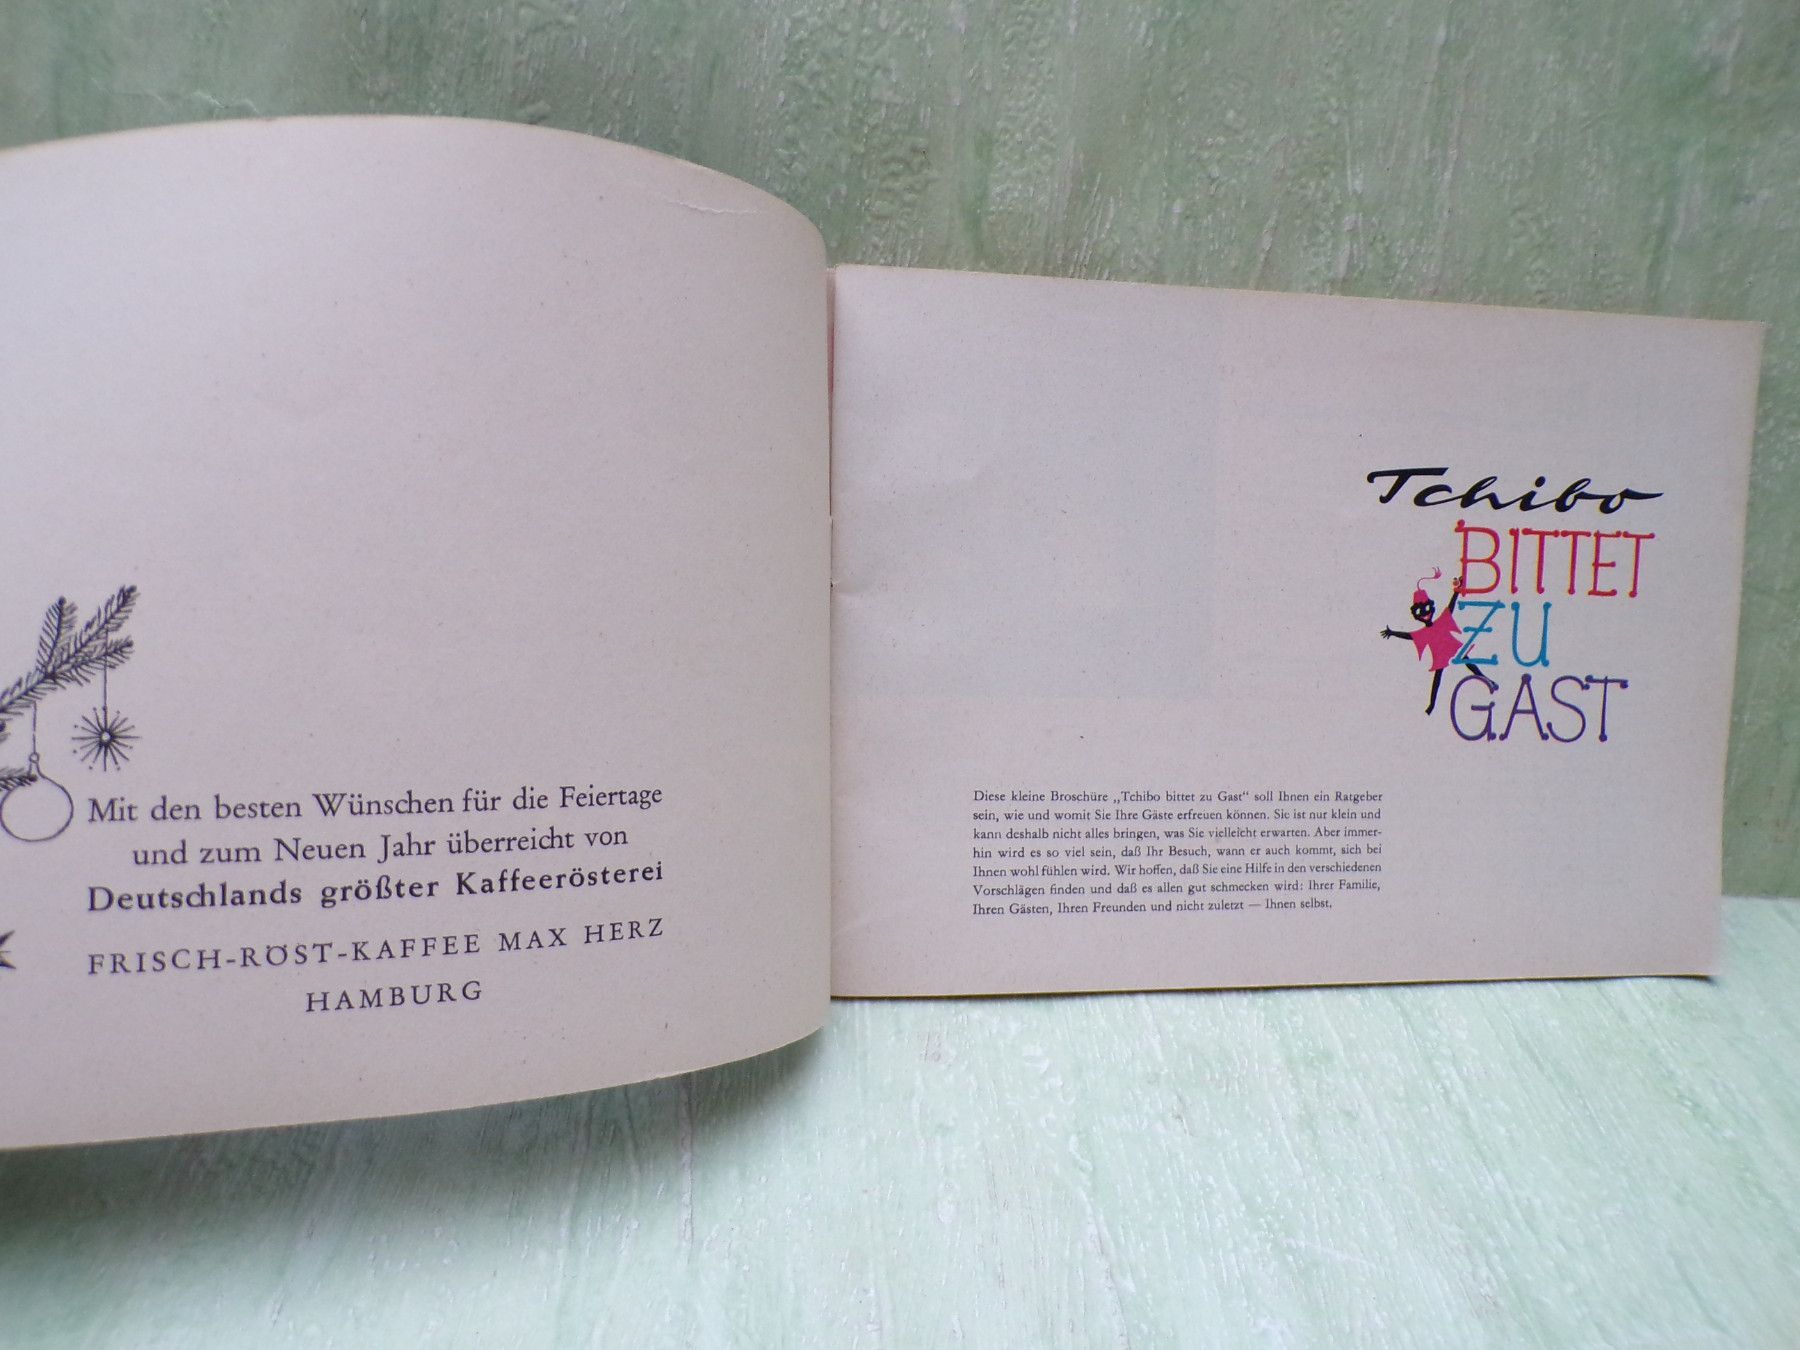 Mit den besten Wünschen für die Feiertage
und zum Neuen Jahr überreicht von
Deutschlands größter Kaffeerösterei
FRISCH-RÖST-KAFFEE MAX HERZ
HAMBURG
Tchibo
BITTET
ZU
GAST
Diese kleine Broschüre „Tchibo bittet zu Gast“ soll Ihnen ein Ratgeber
sein, wie und womit Sie Ihre Gäste erfreuen können. Sie ist nur klein und
kann deshalb nicht alles bringen, was Sie vielleicht erwarten. Aber immer-
hin wird es so viel sein, daß Ihr Besuch, wann er auch kommt, sich bei
Ihnen wohl fühlen wird. Wir hoffen, daß Sie eine Hilfe in den verschiedenen
Vorschlägen finden und daß es allen gut schmecken wird: Ihrer Familie,
Ihren Gästen, Ihren Freunden und nicht zuletzt — Ihnen selbst.